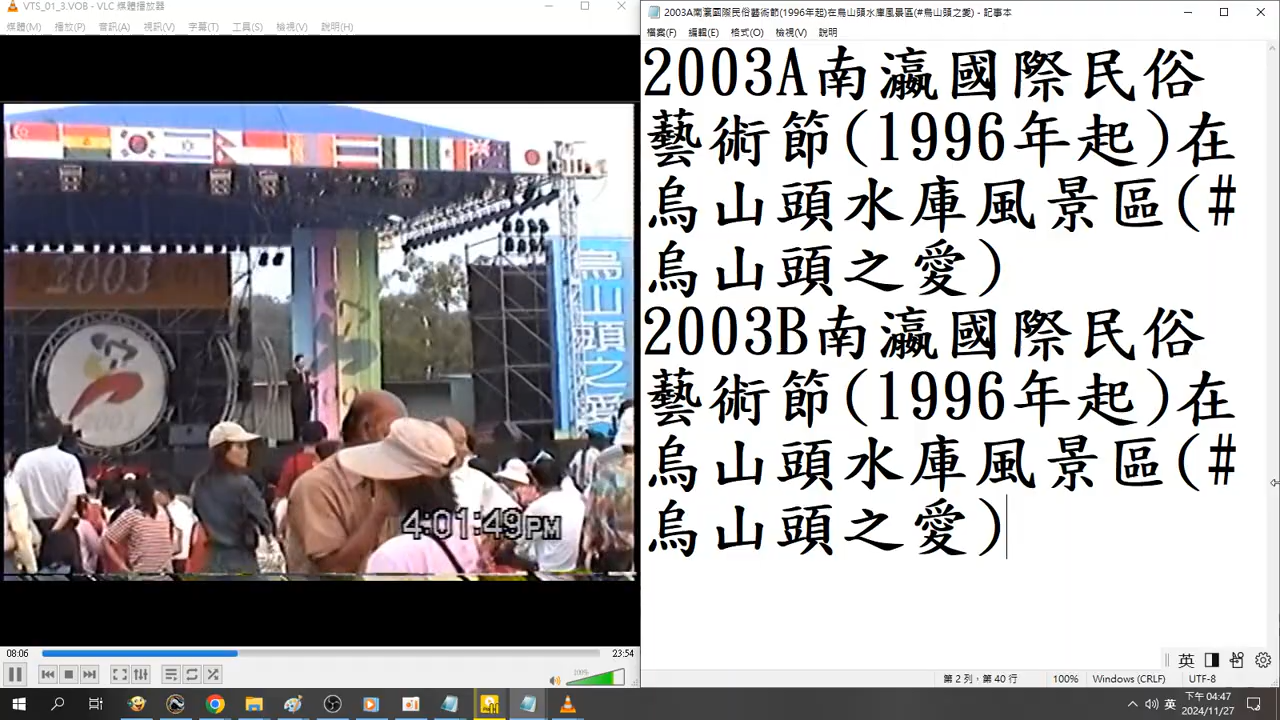 VTS_01_3.VOB - VLC 媒體播放器
媒體(M) 播放(P) 音訊(A) 視訊(V) 字幕(T) 工具(S) 檢視(V) 說明(H)
2003
烏山頭之愛
4:01:49PM
08:06
23:54
100%
2003A南瀛國際民俗藝術節(1996年起)在烏山頭水庫風景區(#烏山頭之愛) - 記事本
檔案(F) 編輯(E) 格式(O) 檢視(V) 說明
2003A南瀛國際民俗
藝術節(1996年起)在
烏山頭水庫風景區(#
烏山頭之愛)
2003B南瀛國際民俗
藝術節(1996年起)在
烏山頭水庫風景區(#
烏山頭之愛)
英
第 2 列，第 40 行
100%
Windows (CRLF)
UTF-8
英
下午 04:47
2024/11/27